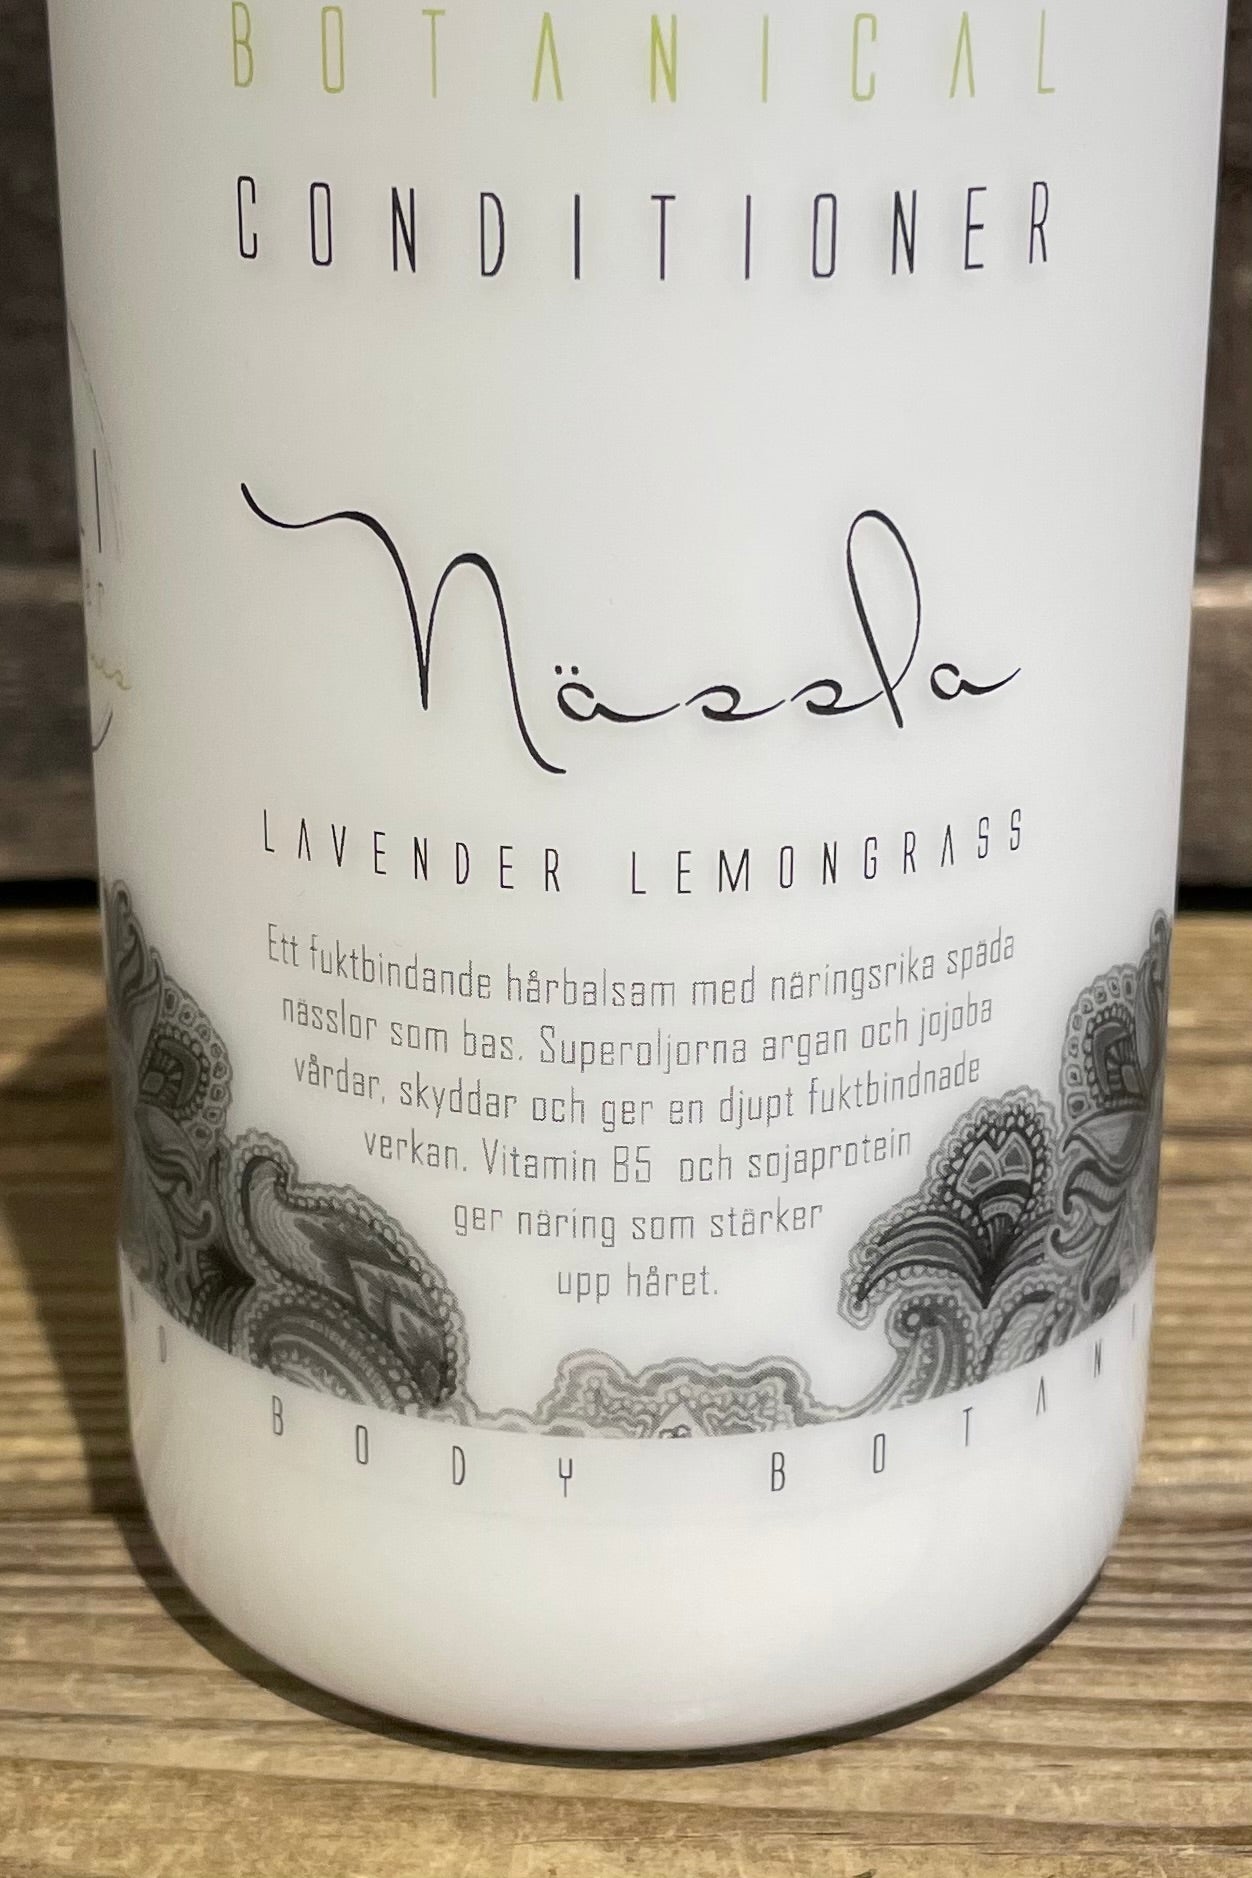 BOTANICAL
CONDITIONER
Nässla
LAVENDER LEMONGRASS
Ett fuktbindande hårbalsam med näringsrika späda
nässlor som bas. Superoljorna argan och jojoba
vårdar, skyddar och ger en djupt fuktbindnade
verkan. Vitamin B5 och sojaprotein
ger näring som stärker
upp håret.
BODY BOTANI